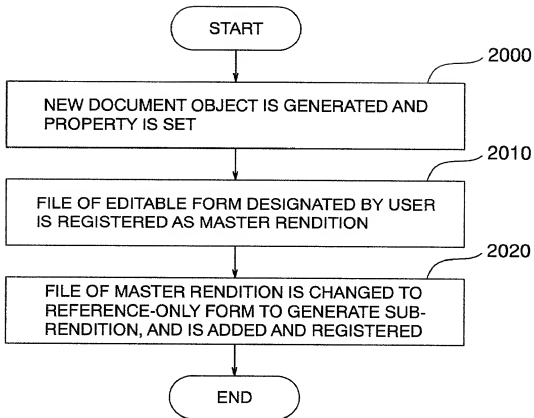 START
2000
NEW DOCUMENT OBJECT IS GENERATED AND
PROPERTY IS SET
2010
FILE OF EDITABLE FORM DESIGNATED BY USER
IS REGISTERED AS MASTER RENDITION
2020
FILE OF MASTER RENDITION IS CHANGED TO
REFERENCE-ONLY FORM TO GENERATE SUB-
RENDITION, AND IS ADDED AND REGISTERED
END